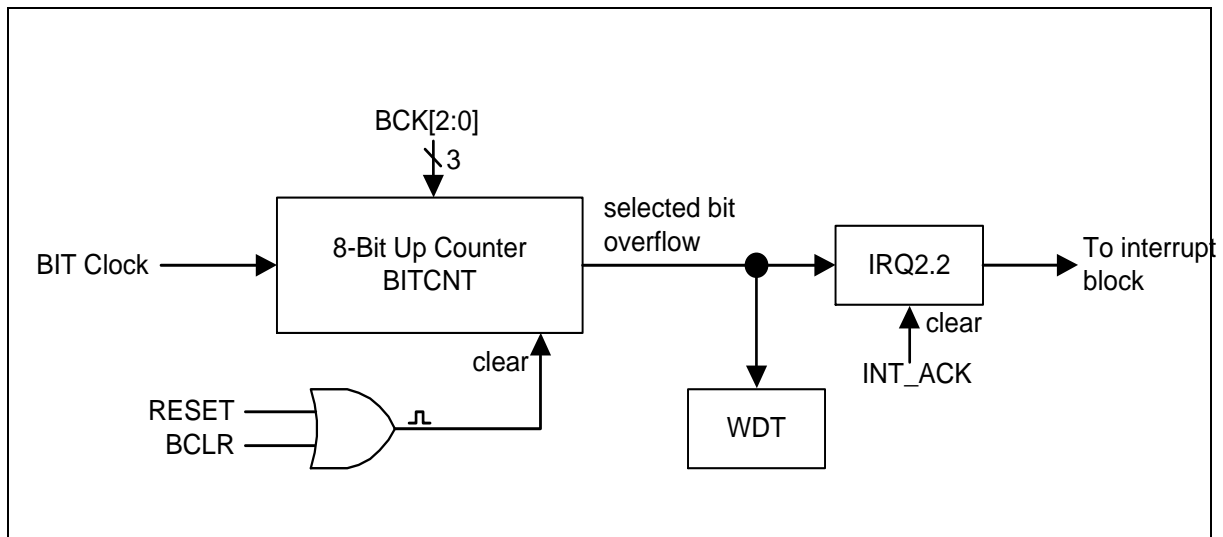 BCK[2:0]
3
BIT Clock
8-Bit Up Counter
BITCNT
selected bit
overflow
IRQ2.2
To interrupt
block
clear
clear
INT_ACK
RESET
BCLR
WDT